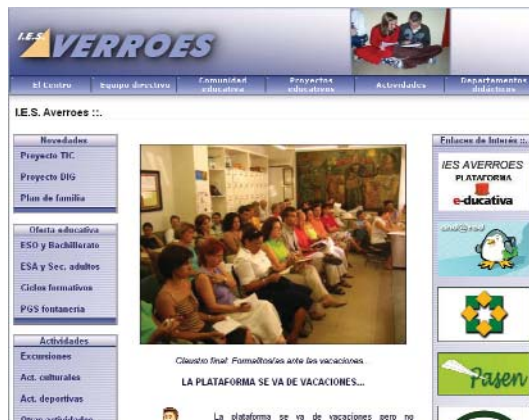 I.E.S. AVERROES
El Centro
Equipo directivo
Comunidad
educativa
Proyectos
educativos
Actividades
Departamentos
didácticos
I.E.S. Averroes ::.
Novedades
Proyecto TIC
Proyecto DIG
Plan de familia
Oferta educativa
ESO y Bachillerato
ESA y Sec. adultos
Ciclos formativos
PGS fontanería
Actividades
Excursiones
Act. culturales
Act. deportivas
Otras actividades
Claustro final: Formalitos/as ante las vacaciones...
LA PLATAFORMA SE VA DE VACACIONES...
La plataforma se va de vacaciones pero no
Enlaces de Interés ::.
IES AVERROES
PLATAFORMA
e-ducativa
Pasen